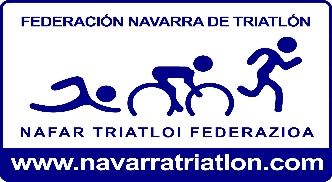 FEDERACIÓN NAVARRA DE TRIATLÓN
NAFAR TRIATLOI FEDERAZIOA
www.navarratriatlon.com